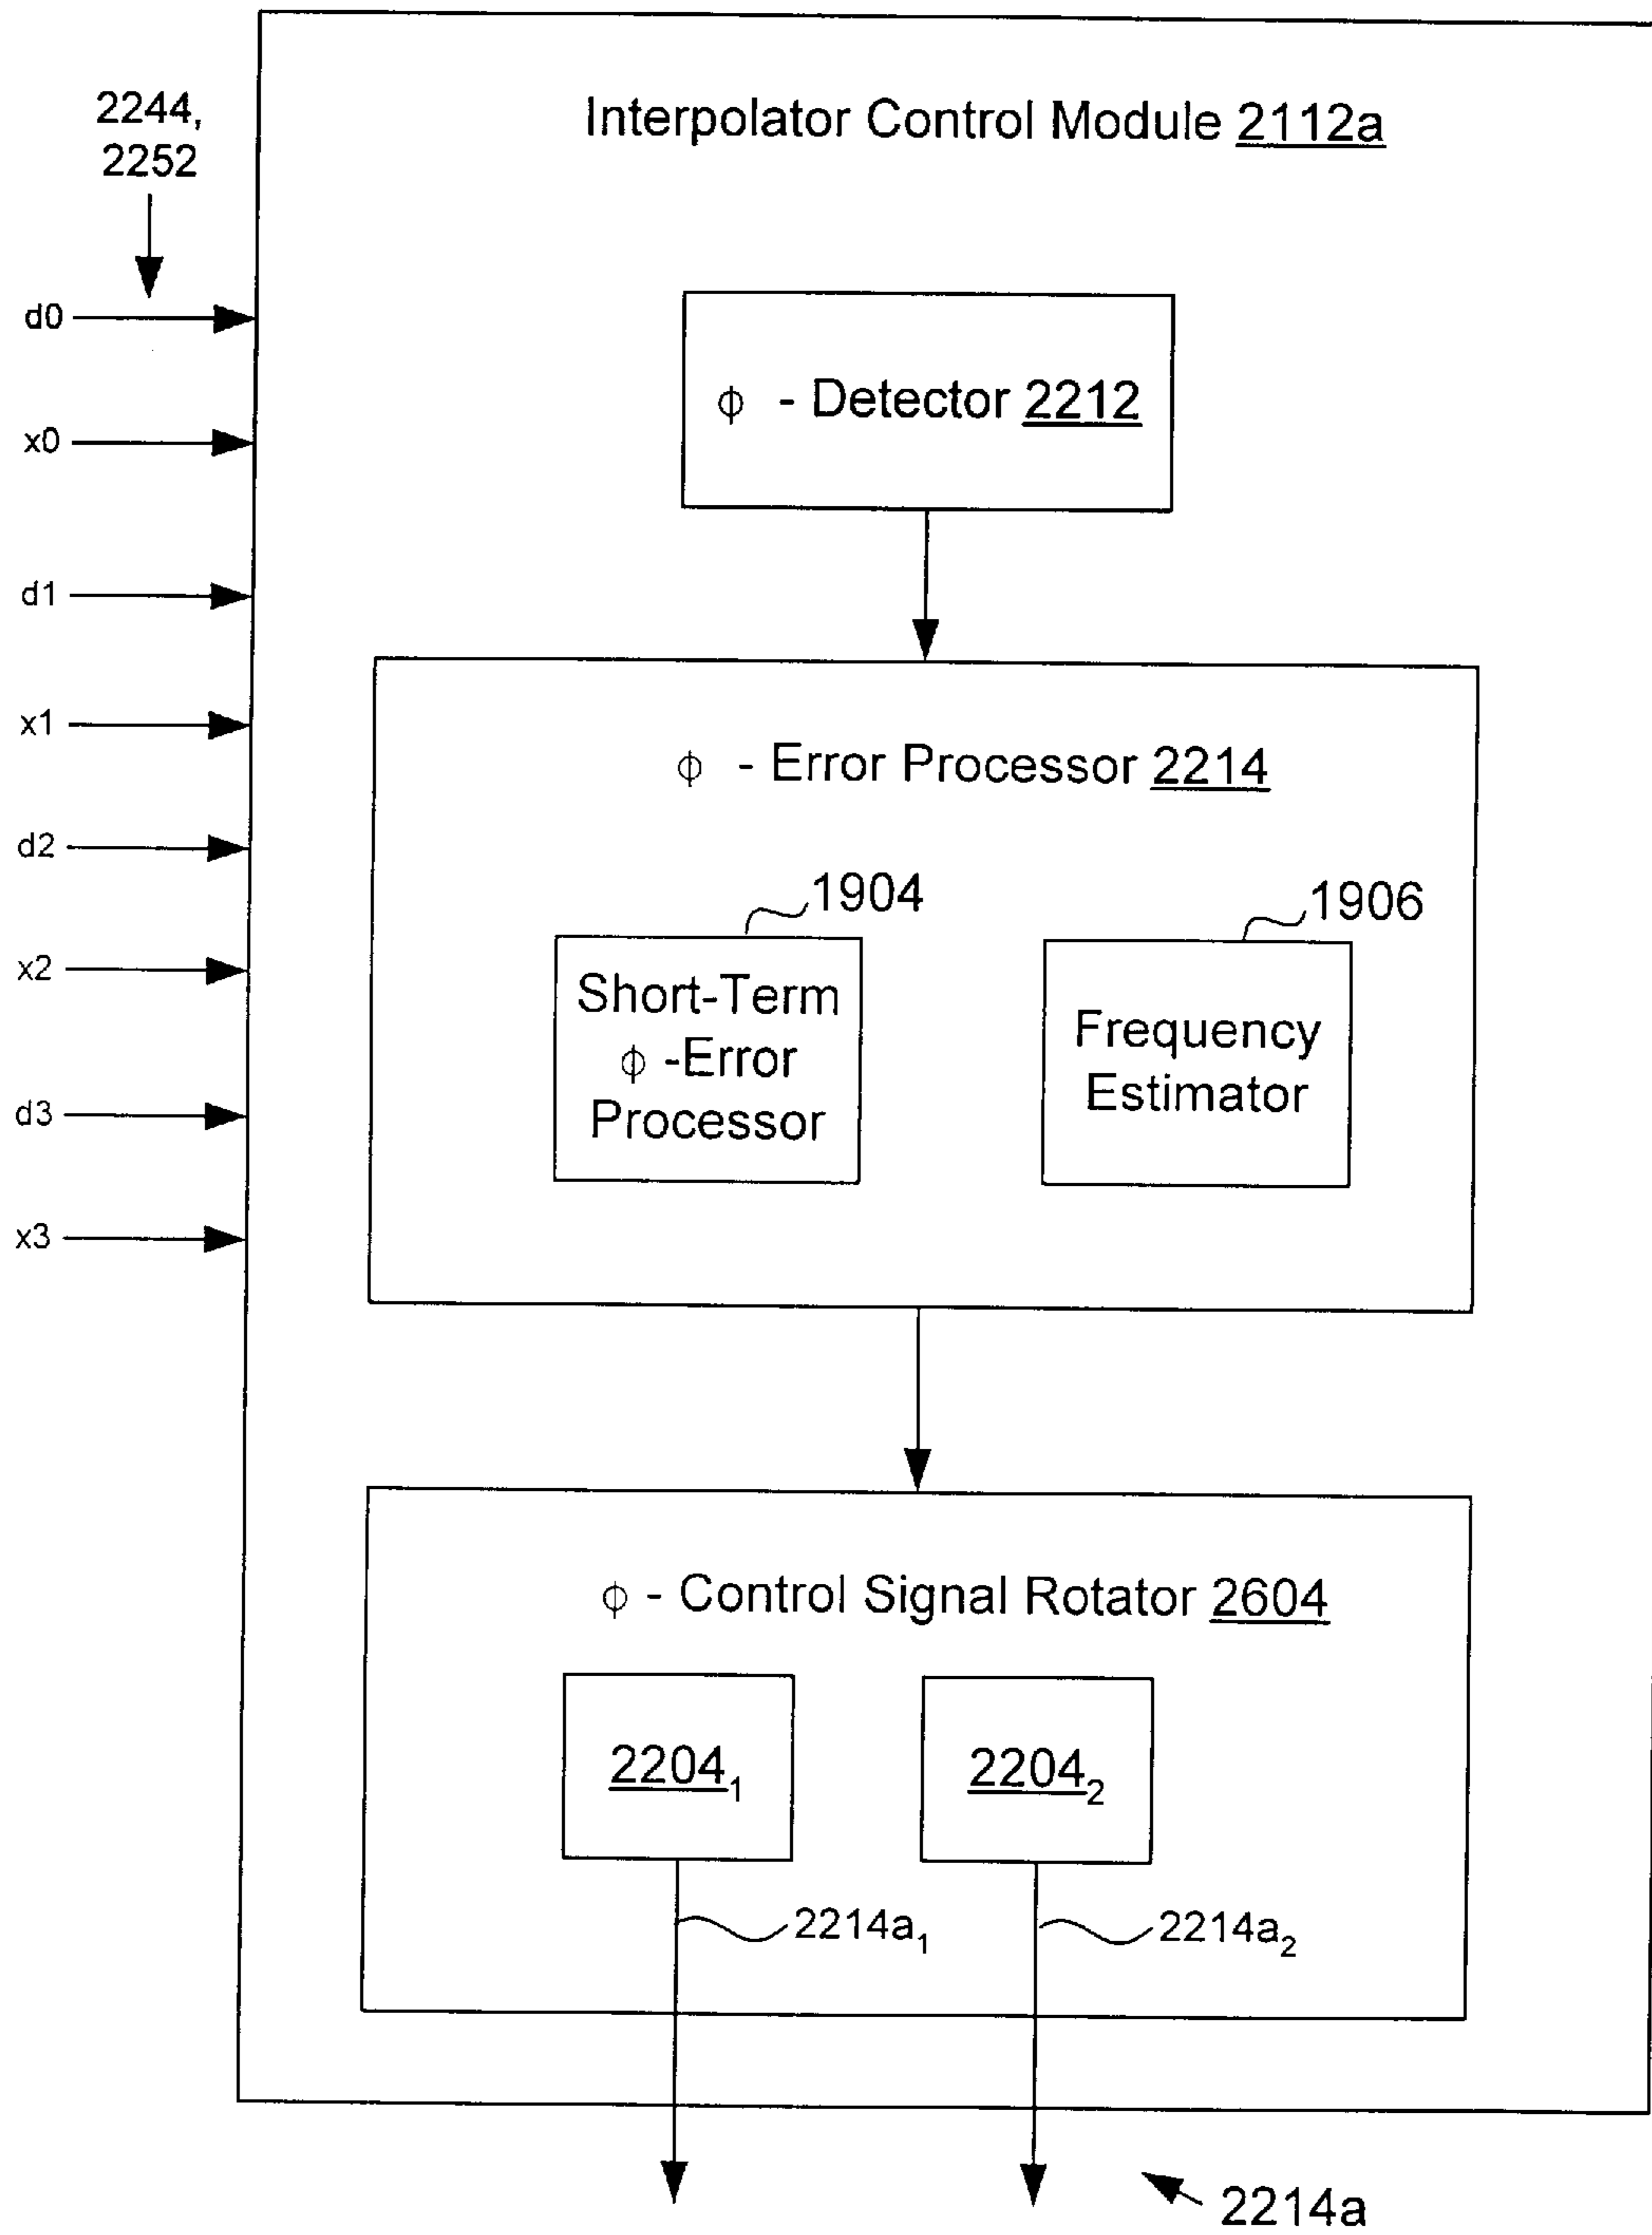 2244,
2252
Interpolator Control Module 2112a
d0
x0
d1
x1
d2
x2
d3
x3
ϕ - Detector 2212
ϕ - Error Processor 2214
1904
1906
Short-Term
ϕ -Error
Processor
Frequency
Estimator
ϕ - Control Signal Rotator 2604
2204₁
2204₂
2214a₁
2214a₂
2214a